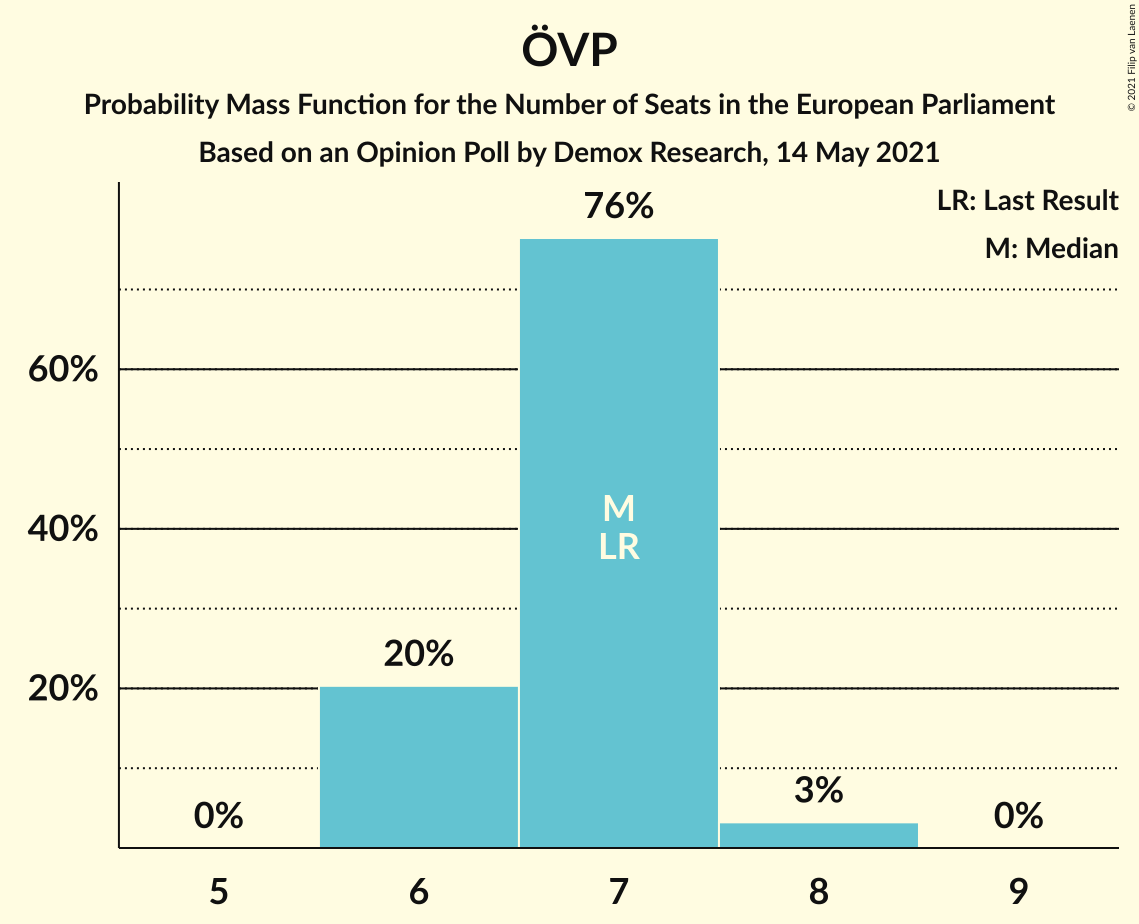 ÖVP
Probability Mass Function for the Number of Seats in the European Parliament
Based on an Opinion Poll by Demox Research, 14 May 2021
© 2021 Filip van Laenen
LR: Last Result
M: Median
76%
60%
M
40%
LR
20%
20%
3%
0%
0%
5
6
7
8
9